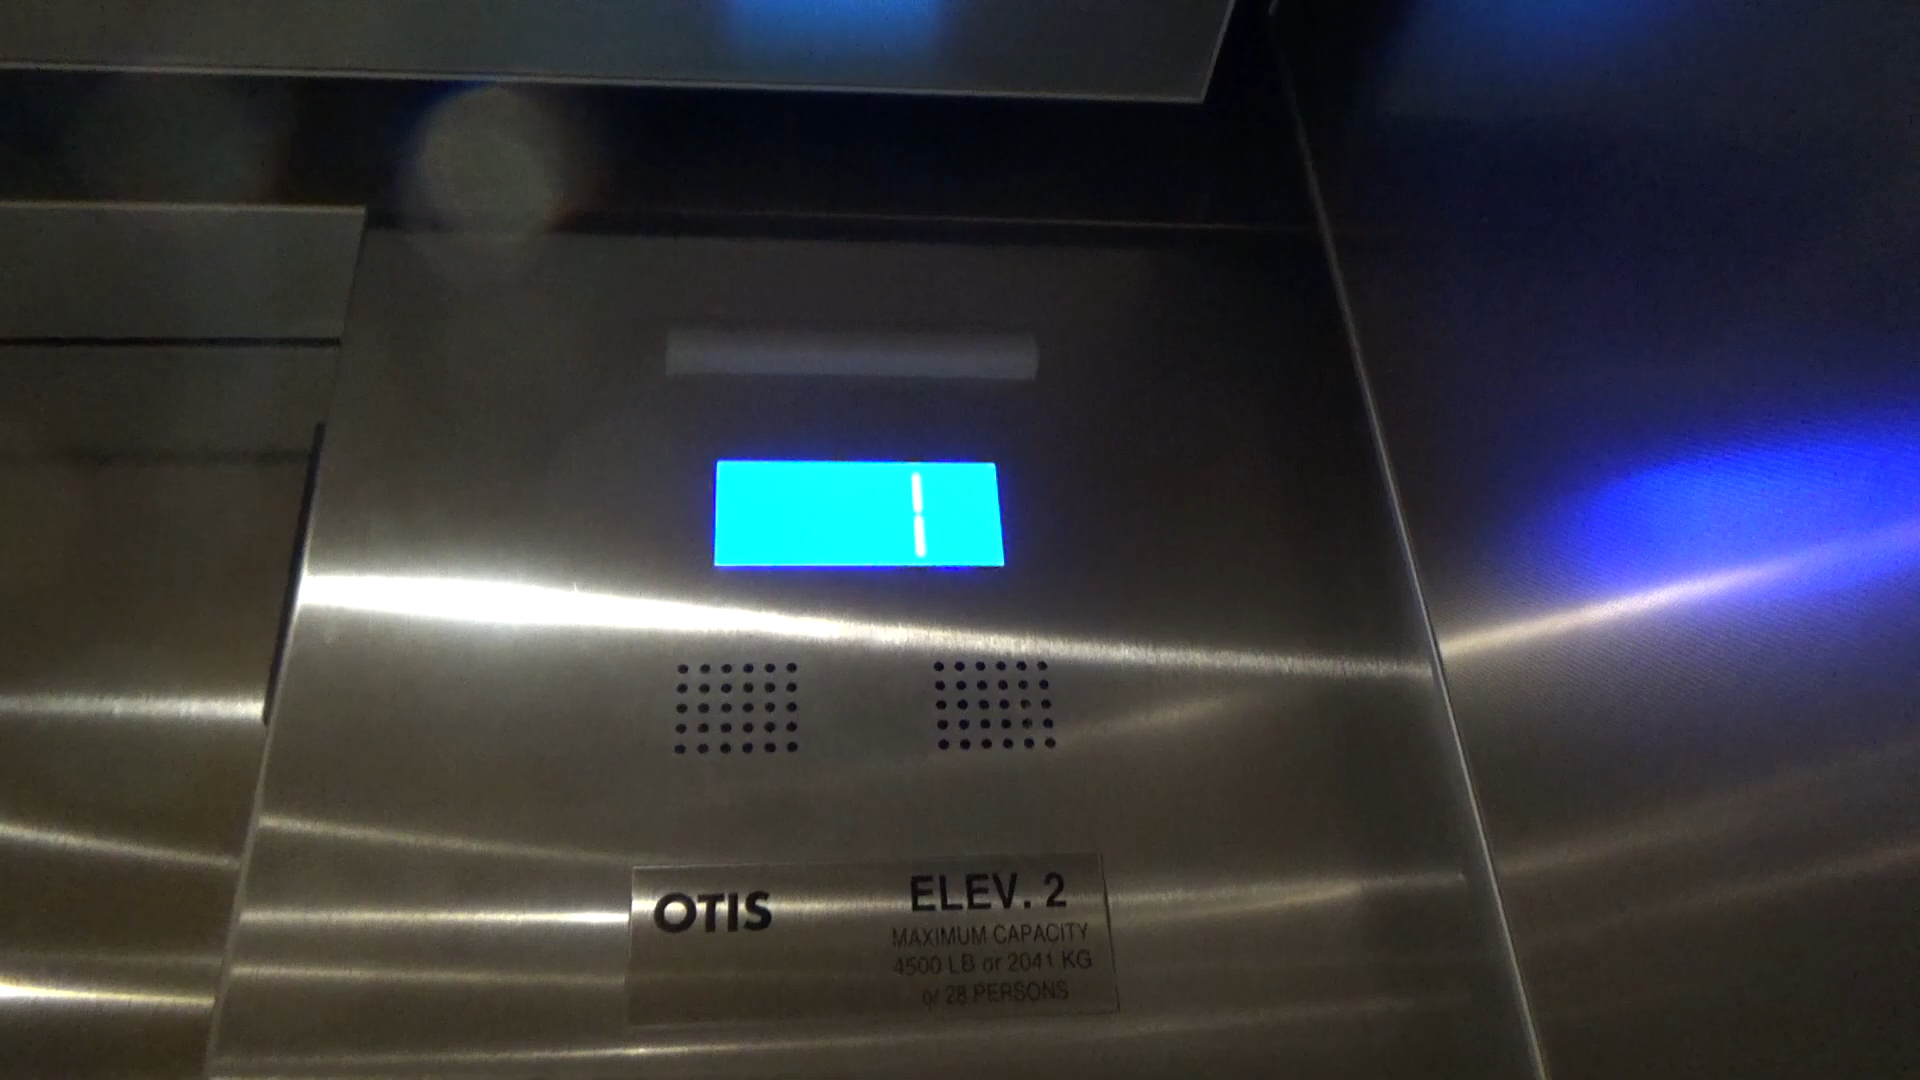 1
OTIS
ELEV. 2
MAXIMUM CAPACITY
4500 LB or 2041 KG
or 28 PERSONS